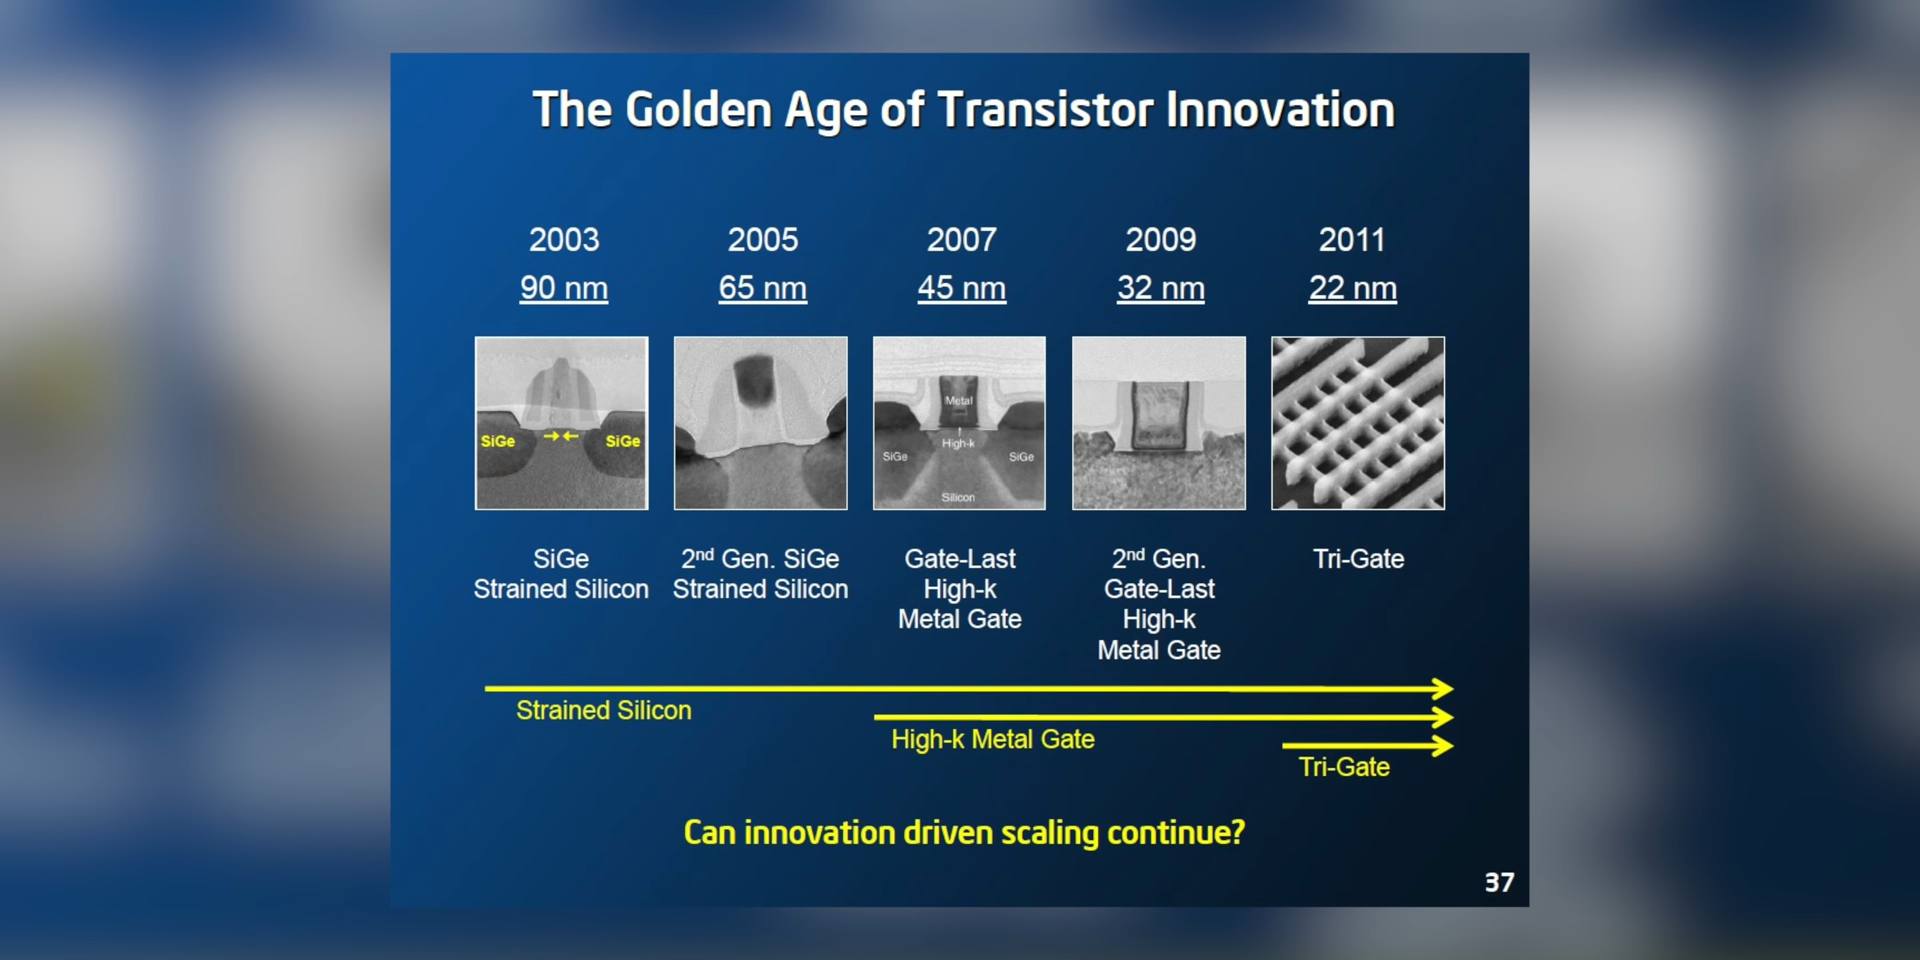 The Golden Age of Transistor Innovation
2003 2005 2007 2009 2011
90 nm 65 nm 45 nm 32 nm 22 nm
SiGe SiGe
Metal
High-k
SiGe SiGe
Silicon
SiGe
Strained Silicon
2nd Gen. SiGe
Strained Silicon
Gate-Last
High-k
Metal Gate
2nd Gen.
Gate-Last
High-k
Metal Gate
Tri-Gate
Strained Silicon
High-k Metal Gate
Tri-Gate
Can innovation driven scaling continue?
37